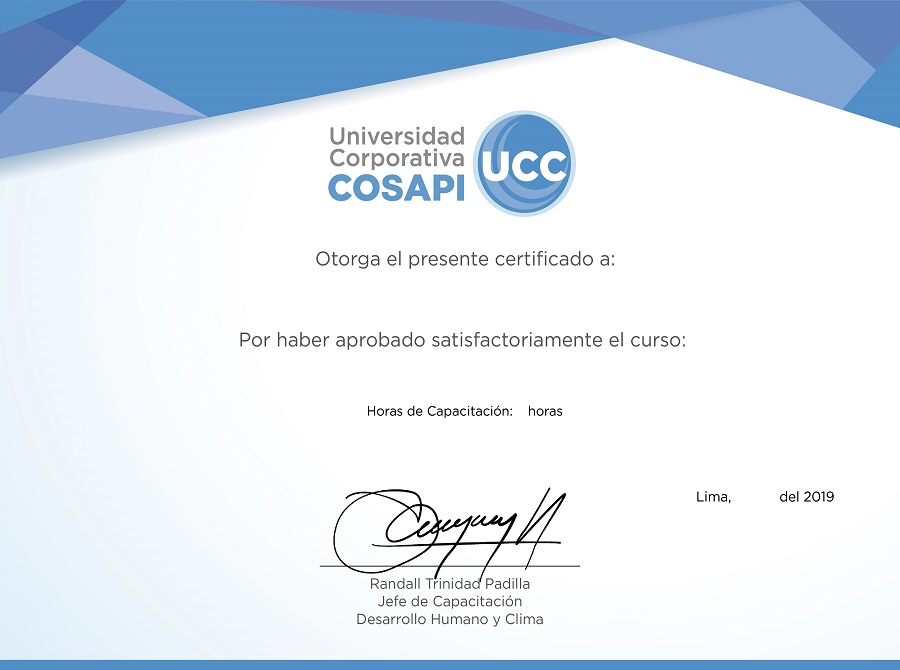 Universidad
Corporativa
COSAPI
UCC
Otorga el presente certificado a:
Por haber aprobado satisfactoriamente el curso:
Horas de Capacitación: horas
Lima, del 2019
Randall Trinidad Padilla
Jefe de Capacitación
Desarrollo Humano y Clima